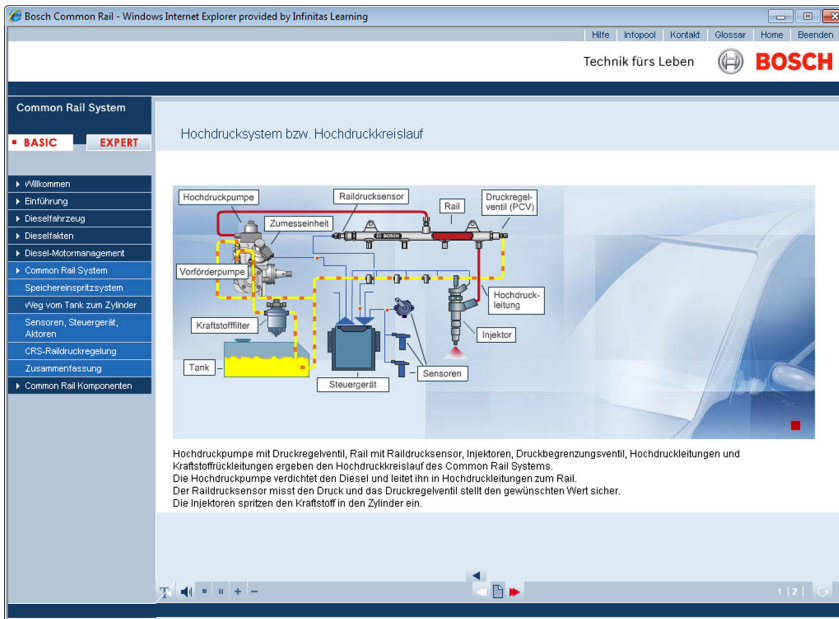 Bosch Common Rail - Windows Internet Explorer provided by Infinitas Learning
Hilfe | Infopool | Kontakt | Glossar | Home | Beenden
Technik fürs Leben
BOSCH
Common Rail System
BASIC
EXPERT
Willkommen
Einführung
Dieselfahrzeug
Dieselfakten
Diesel-Motormanagement
Common Rail System
Speichereinspritzsystem
Weg vom Tank zum Zylinder
Sensoren, Steuergerät,
Aktoren
CRS-Raildruckregelung
Zusammenfassung
Common Rail Komponenten
Hochdrucksystem bzw. Hochdruckkreislauf
Hochdruckpumpe
Raildrucksensor
Rail
Druckregel-
ventil (PCV)
Zumesseinheit
BOSCH
Vorförderpumpe
Hochdruck-
leitung
Kraftstofffilter
Injektor
Tank
Steuergerät
Sensoren
Hochdruckpumpe mit Druckregelventil, Rail mit Raildrucksensor, Injektoren, Druckbegrenzungsventil, Hochdruckleitungen und
Kraftstoffrückleitungen ergeben den Hochdruckkreislauf des Common Rail Systems.
Die Hochdruckpumpe verdichtet den Diesel und leitet ihn in Hochdruckleitungen zum Rail.
Der Raildrucksensor misst den Druck und das Druckregelventil stellt den gewünschten Wert sicher.
Die Injektoren spritzen den Kraftstoff in den Zylinder ein.
T
1 | 2 |